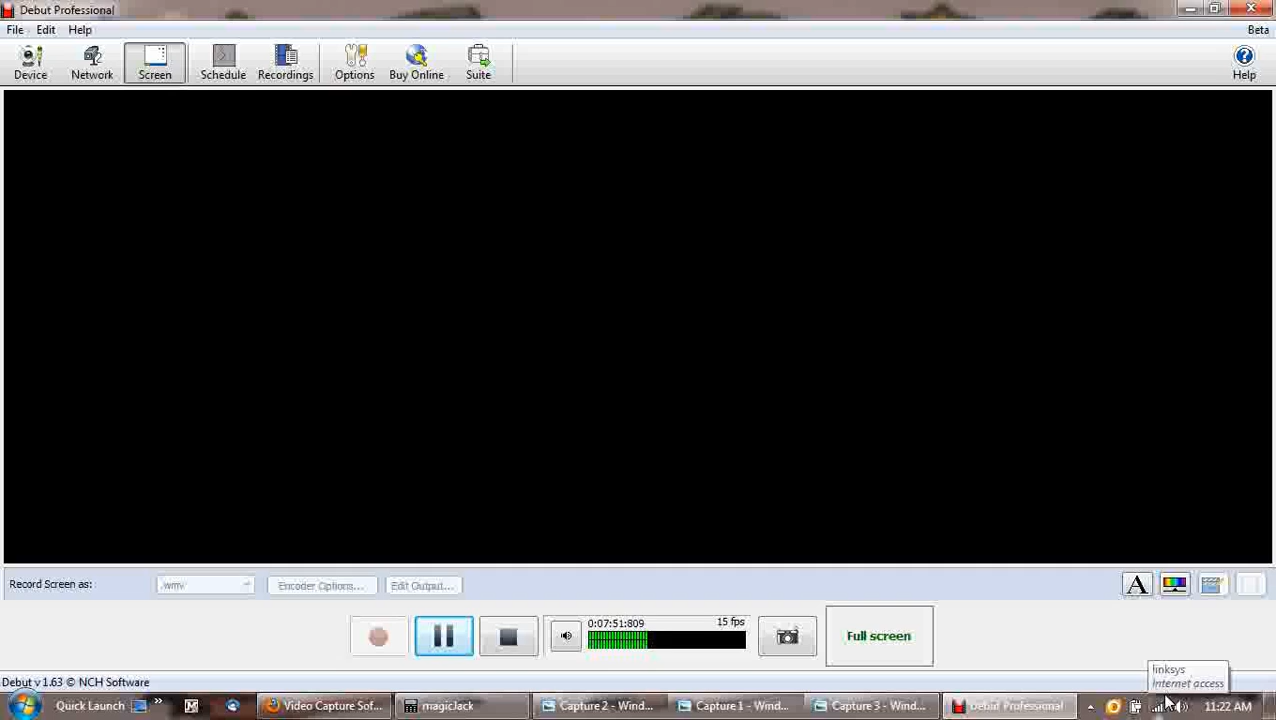 Debut Professional
File Edit Help Beta
Device Network Screen Schedule Recordings Options Buy Online Suite Help
Record Screen as: .wmv Encoder Options... Edit Output... A
0:07:51:809 15 fps
Full screen
linksys
Internet access
Debut v 1.63 © NCH Software
Quick Launch » Video Capture Sof... magicJack Capture 2 - Wind... Capture 1 - Wind... Capture 3 - Wind... Debut Professional 11:22 AM